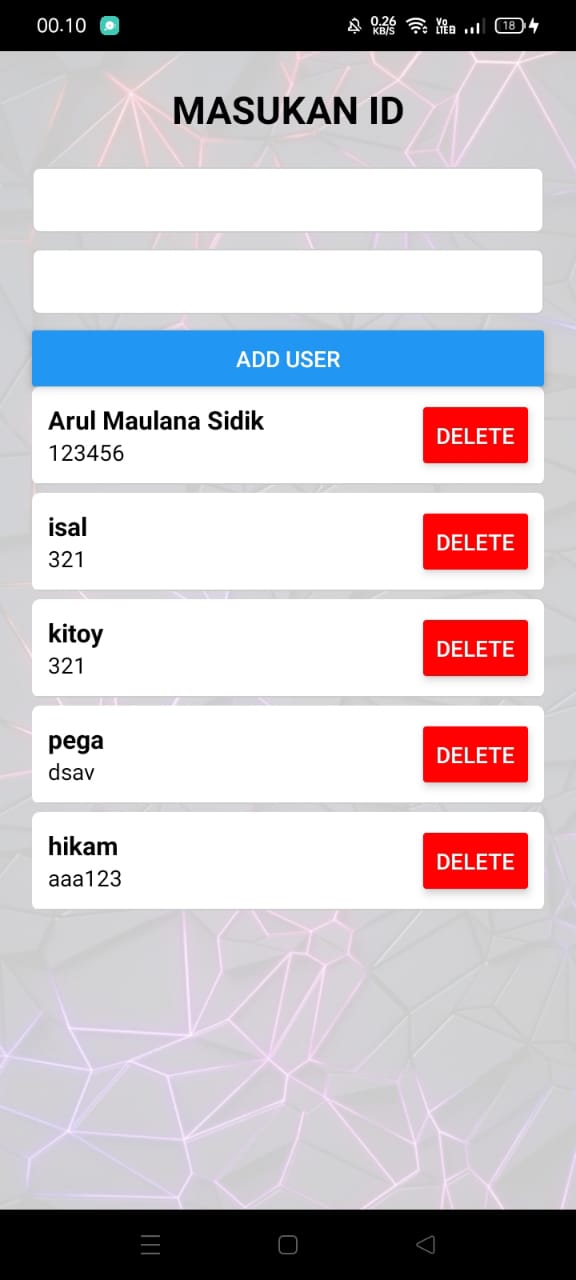 00.10
0.26
KB/S
Vo
LTE
18
MASUKAN ID
ADD USER
Arul Maulana Sidik
123456
DELETE
isal
321
DELETE
kitoy
321
DELETE
pega
dsav
DELETE
hikam
aaa123
DELETE